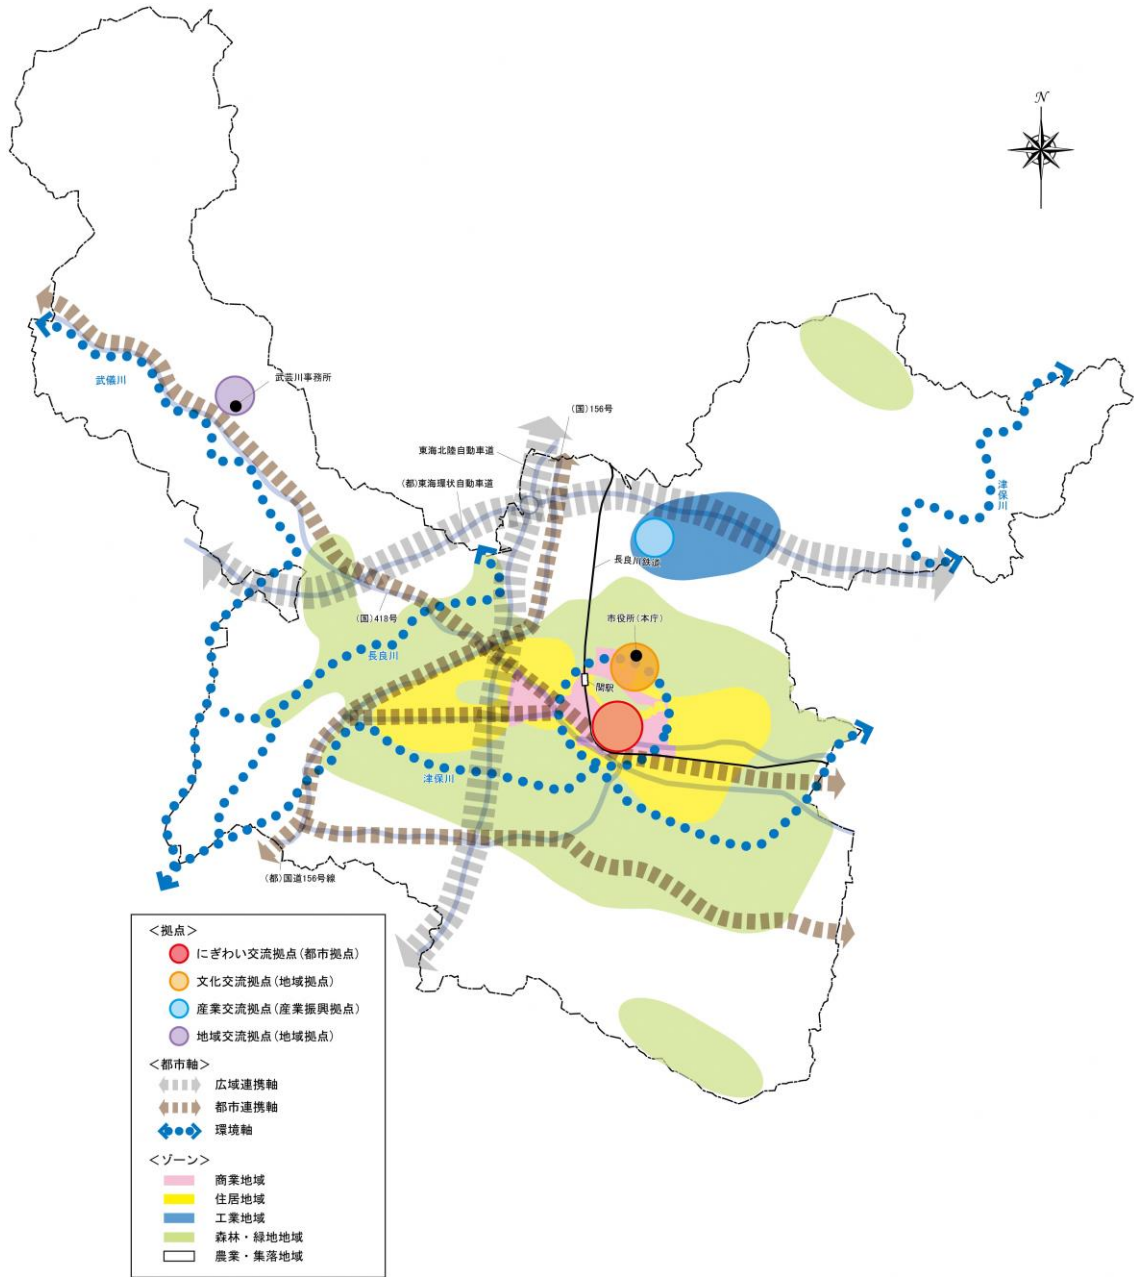 N
武儀川
武芸川事務所
(国)156号
東海北陸自動車道
(都)東海環状自動車道
津保川
長良川鉄道
(国)418号
市役所(本庁)
長良川
関駅
津保川
(都)国道156号線
<拠点>
にぎわい交流拠点(都市拠点)
文化交流拠点(地域拠点)
産業交流拠点(産業振興拠点)
地域交流拠点(地域拠点)
<都市軸>
広域連携軸
都市連携軸
環境軸
<ゾーン>
商業地域
住居地域
工業地域
森林・緑地地域
農業・集落地域